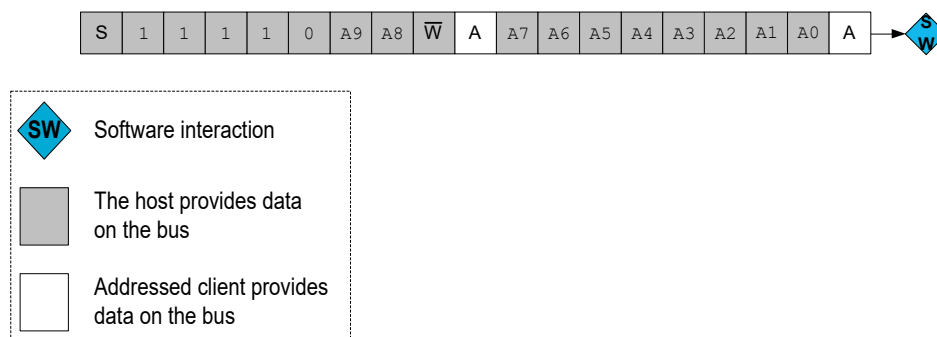 S 1 1 1 1 0 A9 A8 W̅ A A7 A6 A5 A4 A3 A2 A1 A0 A SW
SW Software interaction
The host provides data
on the bus
Addressed client provides
data on the bus